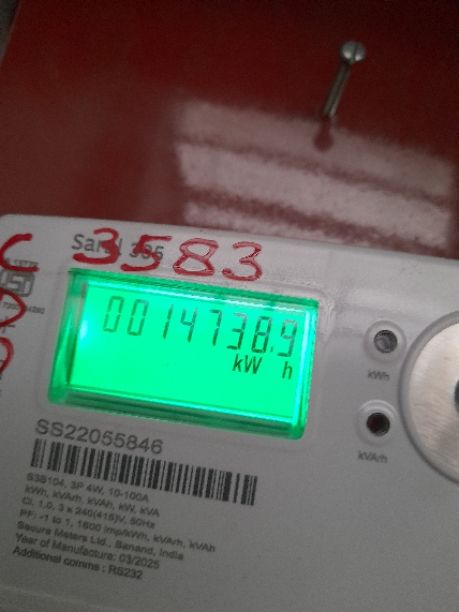 3583
C
0014738.9
kW h
kWh
kVArh
SS22055846
S3B104, 3P 4W, 10-100A
kWh, kVArh, kVAh, kW, kVA
Cl. 1.0, 3 x 240(415)V, 50Hz
PF: -1 to 1, 1600 imp/kWh, kVArh, kVAh
Secure Meters Ltd., Sanand, India
Year of Manufacture: 03/2025
Additional comms : RS232